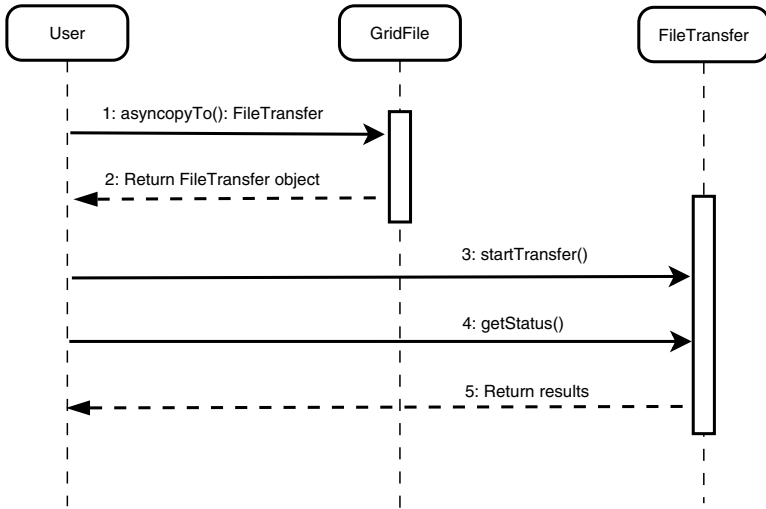 User
GridFile
FileTransfer
1: asyncopyTo(): FileTransfer
2: Return FileTransfer object
3: startTransfer()
4: getStatus()
5: Return results